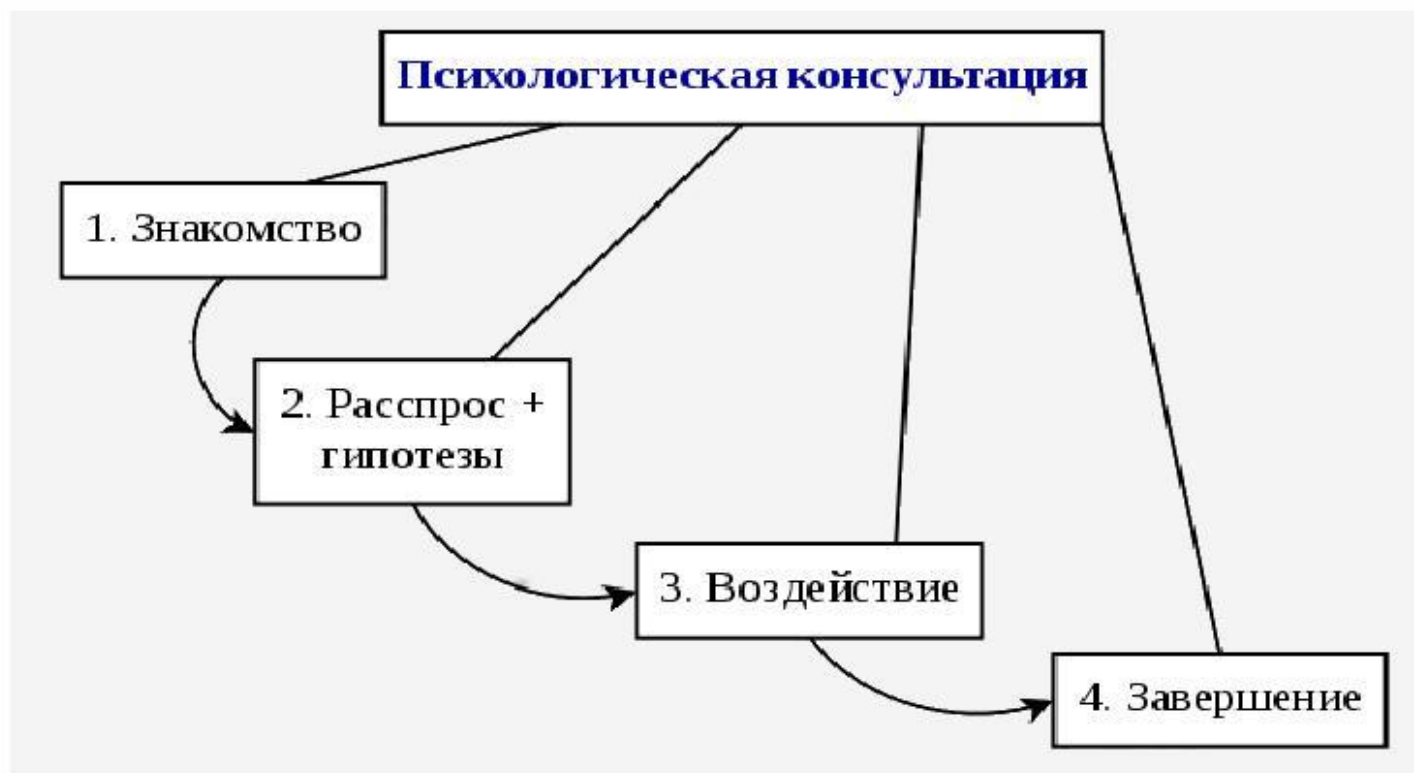 Психологическая консультация
1. Знакомство
2. Расспрос +
гипотезы
3. Воздействие
4. Завершение